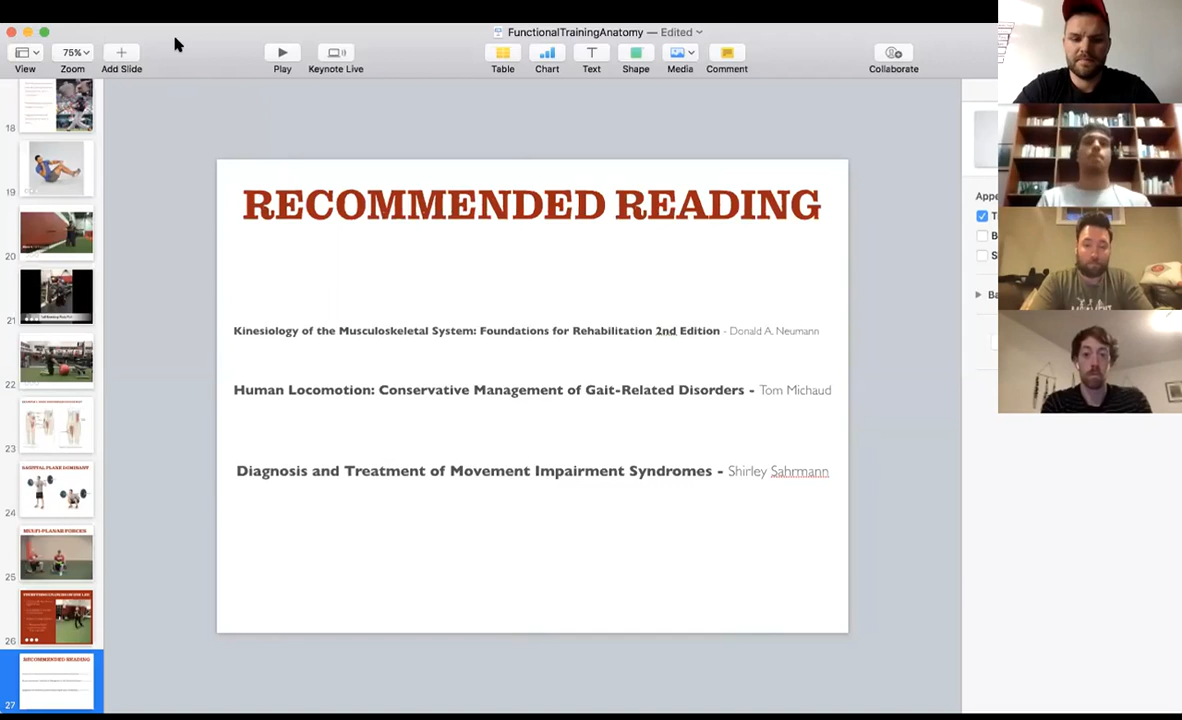 FunctionalTrainingAnatomy — Edited
75%
View
Zoom
Add Slide
Play
Keynote Live
Table
Chart
Text
Shape
Media
Comment
Collaborate
18
19
20
21
22
23
SAGITTAL PLANE DOMINANT
24
MULTI-PLANAR FORCES
25
26
RECOMMENDED READING
27
RECOMMENDED READING
Kinesiology of the Musculoskeletal System: Foundations for Rehabilitation 2nd Edition - Donald A. Neumann
Human Locomotion: Conservative Management of Gait-Related Disorders - Tom Michaud
Diagnosis and Treatment of Movement Impairment Syndromes - Shirley Sahrmann